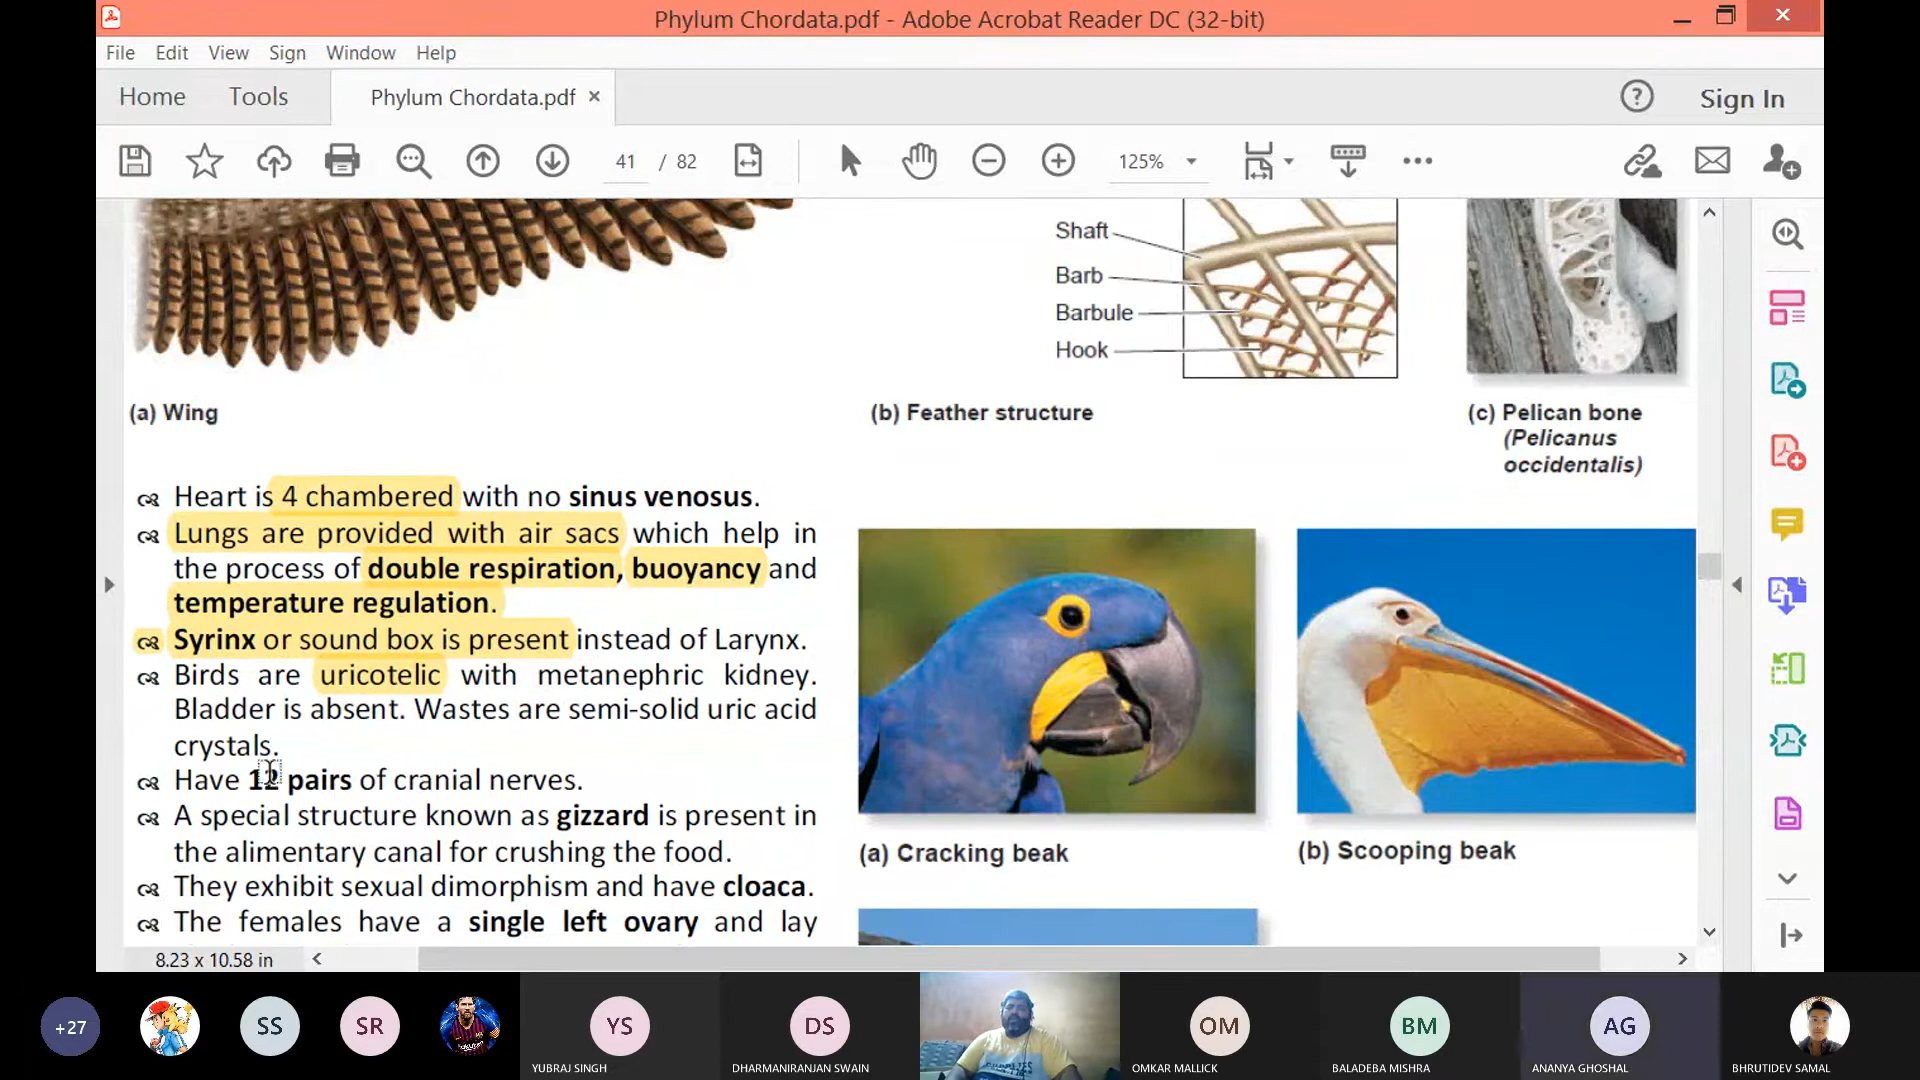 Phylum Chordata.pdf - Adobe Acrobat Reader DC (32-bit)
File Edit View Sign Window Help
Home Tools Phylum Chordata.pdf × Sign In
41 / 82 125%
Shaft
Barb
Barbule
Hook
(a) Wing
(b) Feather structure
(c) Pelican bone
(Pelicanus
occidentalis)
Heart is 4 chambered with no sinus venosus.
Lungs are provided with air sacs which help in
the process of double respiration, buoyancy and
temperature regulation.
Syrinx or sound box is present instead of Larynx.
Birds are uricotelic with metanephric kidney.
Bladder is absent. Wastes are semi-solid uric acid
crystals.
Have 12 pairs of cranial nerves.
A special structure known as gizzard is present in
the alimentary canal for crushing the food.
They exhibit sexual dimorphism and have cloaca.
The females have a single left ovary and lay
(a) Cracking beak
(b) Scooping beak
8.23 x 10.58 in
+27 SS SR YS DS OM BM AG
YUBRAJ SINGH DHARMANIRANJAN SWAIN OMKAR MALLICK BALADEBA MISHRA ANANYA GHOSHAL BHRUTIDEV SAMAL